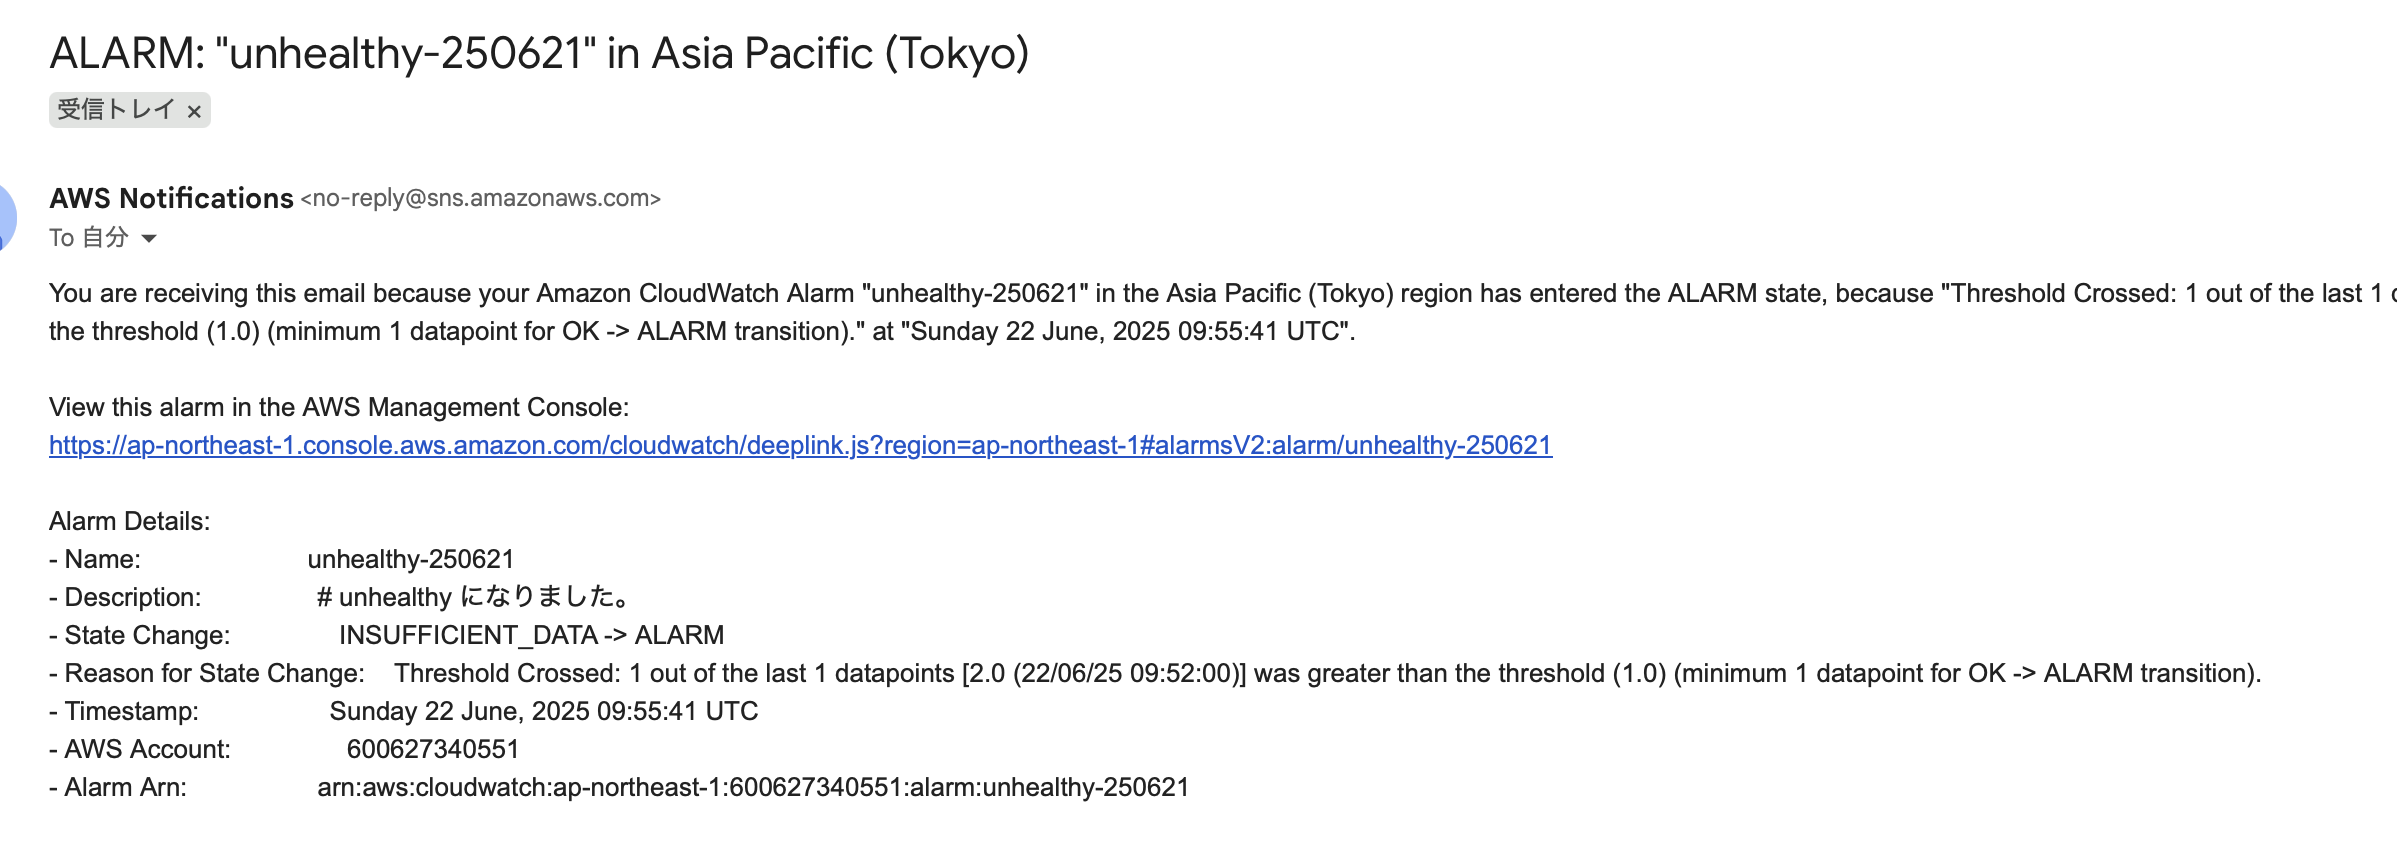 ALARM: "unhealthy-250621" in Asia Pacific (Tokyo)
受信トレイ ×
AWS Notifications <no-reply@sns.amazonaws.com>
To 自分
You are receiving this email because your Amazon CloudWatch Alarm "unhealthy-250621" in the Asia Pacific (Tokyo) region has entered the ALARM state, because "Threshold Crossed: 1 out of the last 1
the threshold (1.0) (minimum 1 datapoint for OK -> ALARM transition)." at "Sunday 22 June, 2025 09:55:41 UTC".
View this alarm in the AWS Management Console:
https://ap-northeast-1.console.aws.amazon.com/cloudwatch/deeplink.js?region=ap-northeast-1#alarmsV2:alarm/unhealthy-250621
Alarm Details:
- Name: unhealthy-250621
- Description: # unhealthy になりました。
- State Change: INSUFFICIENT_DATA -> ALARM
- Reason for State Change: Threshold Crossed: 1 out of the last 1 datapoints [2.0 (22/06/25 09:52:00)] was greater than the threshold (1.0) (minimum 1 datapoint for OK -> ALARM transition).
- Timestamp: Sunday 22 June, 2025 09:55:41 UTC
- AWS Account: 600627340551
- Alarm Arn: arn:aws:cloudwatch:ap-northeast-1:600627340551:alarm:unhealthy-250621